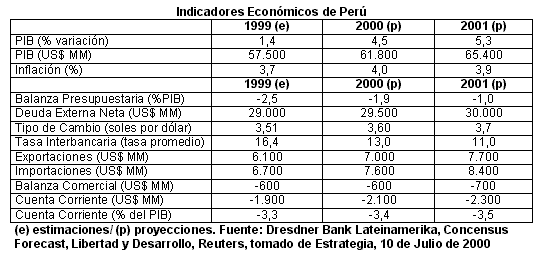 Indicadores Económicos de Perú
1999 (e) 2000 (p) 2001 (p)
PIB (% variación) 1,4 4,5 5,3
PIB (US$ MM) 57.500 61.800 65.400
Inflación (%) 3,7 4,0 3,9
1999 (e) 2000 (p) 2001 (p)
Balanza Presupuestaria (%PIB) -2,5 -1,9 -1,0
Deuda Externa Neta (US$ MM) 29.000 29.500 30.000
Tipo de Cambio (soles por dólar) 3,51 3,60 3,7
Tasa Interbancaria (tasa promedio) 16,4 13,0 11,0
Exportaciones (US$ MM) 6.100 7.000 7.700
Importaciones (US$ MM) 6.700 7.600 8.400
Balanza Comercial (US$ MM) -600 -600 -700
Cuenta Corriente (US$ MM) -1.900 -2.100 -2.300
Cuenta Corriente (% del PIB) -3,3 -3,4 -3,5
(e) estimaciones/ (p) proyecciones. Fuente: Dresdner Bank Lateinamerika, Concensus
Forecast, Libertad y Desarrollo, Reuters, tomado de Estrategia, 10 de Julio de 2000